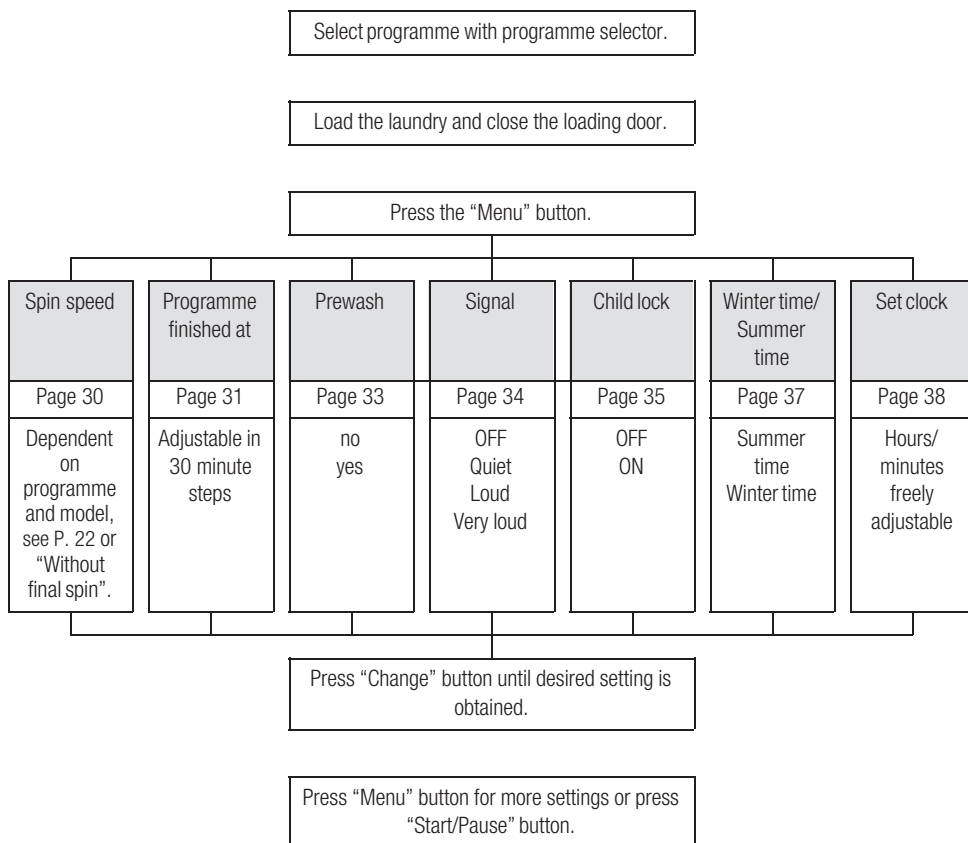 Select programme with programme selector.
Load the laundry and close the loading door.
Press the “Menu” button.
Spin speed
Programme
finished at
Prewash
Signal
Child lock
Winter time/
Summer
time
Set clock
Page 30
Page 31
Page 33
Page 34
Page 35
Page 37
Page 38
Dependent
on
programme
and model,
see P. 22 or
“Without
final spin”.
Adjustable in
30 minute
steps
no
yes
OFF
Quiet
Loud
Very loud
OFF
ON
Summer
time
Winter time
Hours/
minutes
freely
adjustable
Press “Change” button until desired setting is
obtained.
Press “Menu” button for more settings or press
“Start/Pause” button.